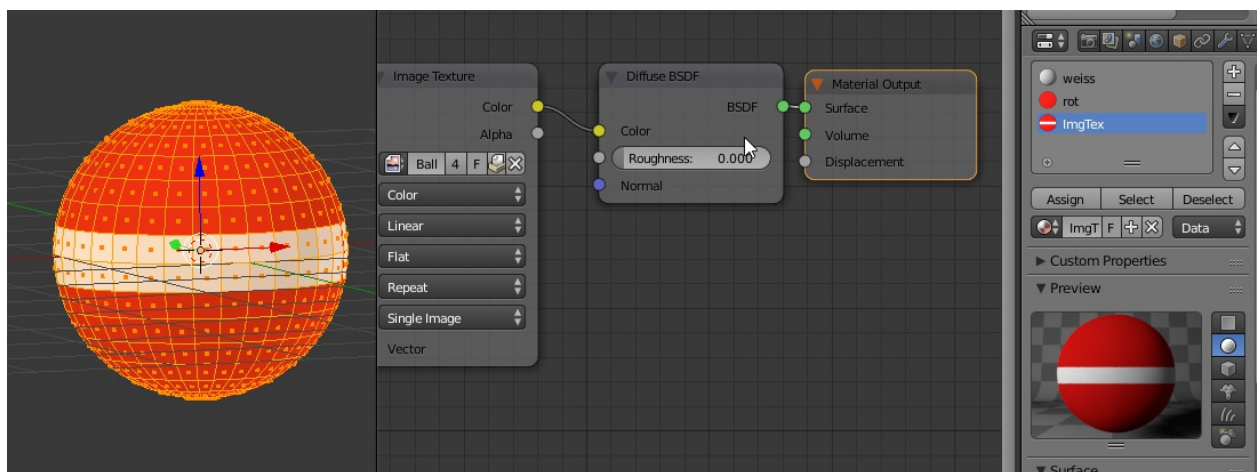 Image Texture
Color
Alpha
Ball 4 F
Color
Linear
Flat
Repeat
Single Image
Vector
Diffuse BSDF
BSDF
Color
Roughness: 0.000
Normal
Material Output
Surface
Volume
Displacement
weiss
rot
ImgTex
Assign Select Deselect
ImgT F Data
Custom Properties
Preview
Surface